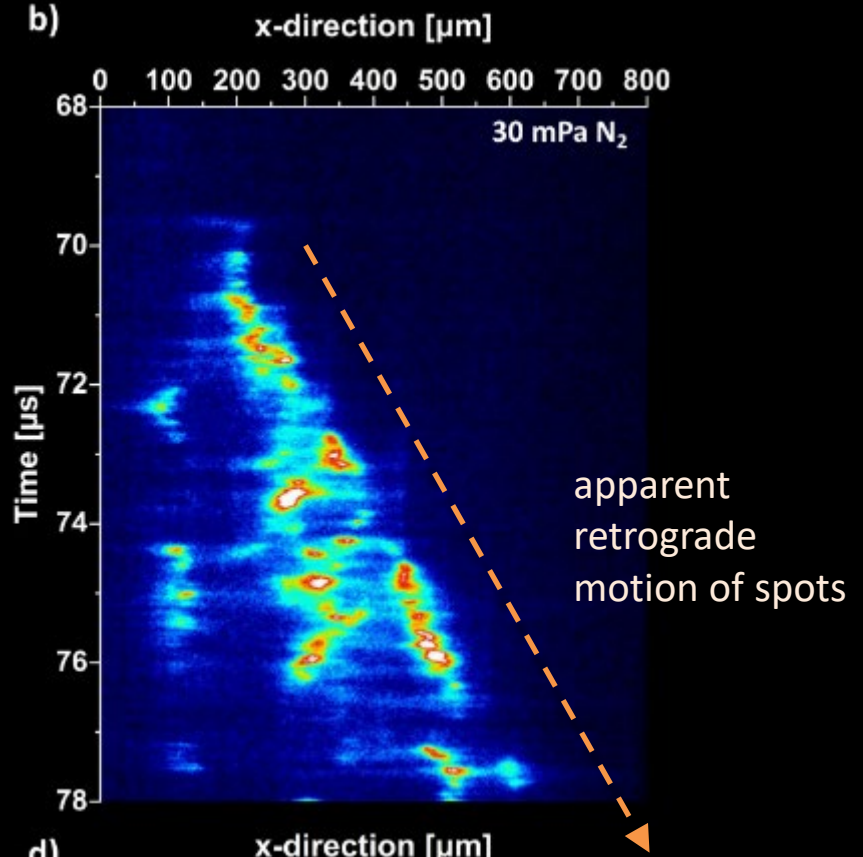 b)
x-direction [µm]
0 100 200 300 400 500 600 700 800
68
30 mPa N₂
70
72
Time [µs]
apparent
retrograde
motion of spots
74
76
78
d)
x-direction [µm]